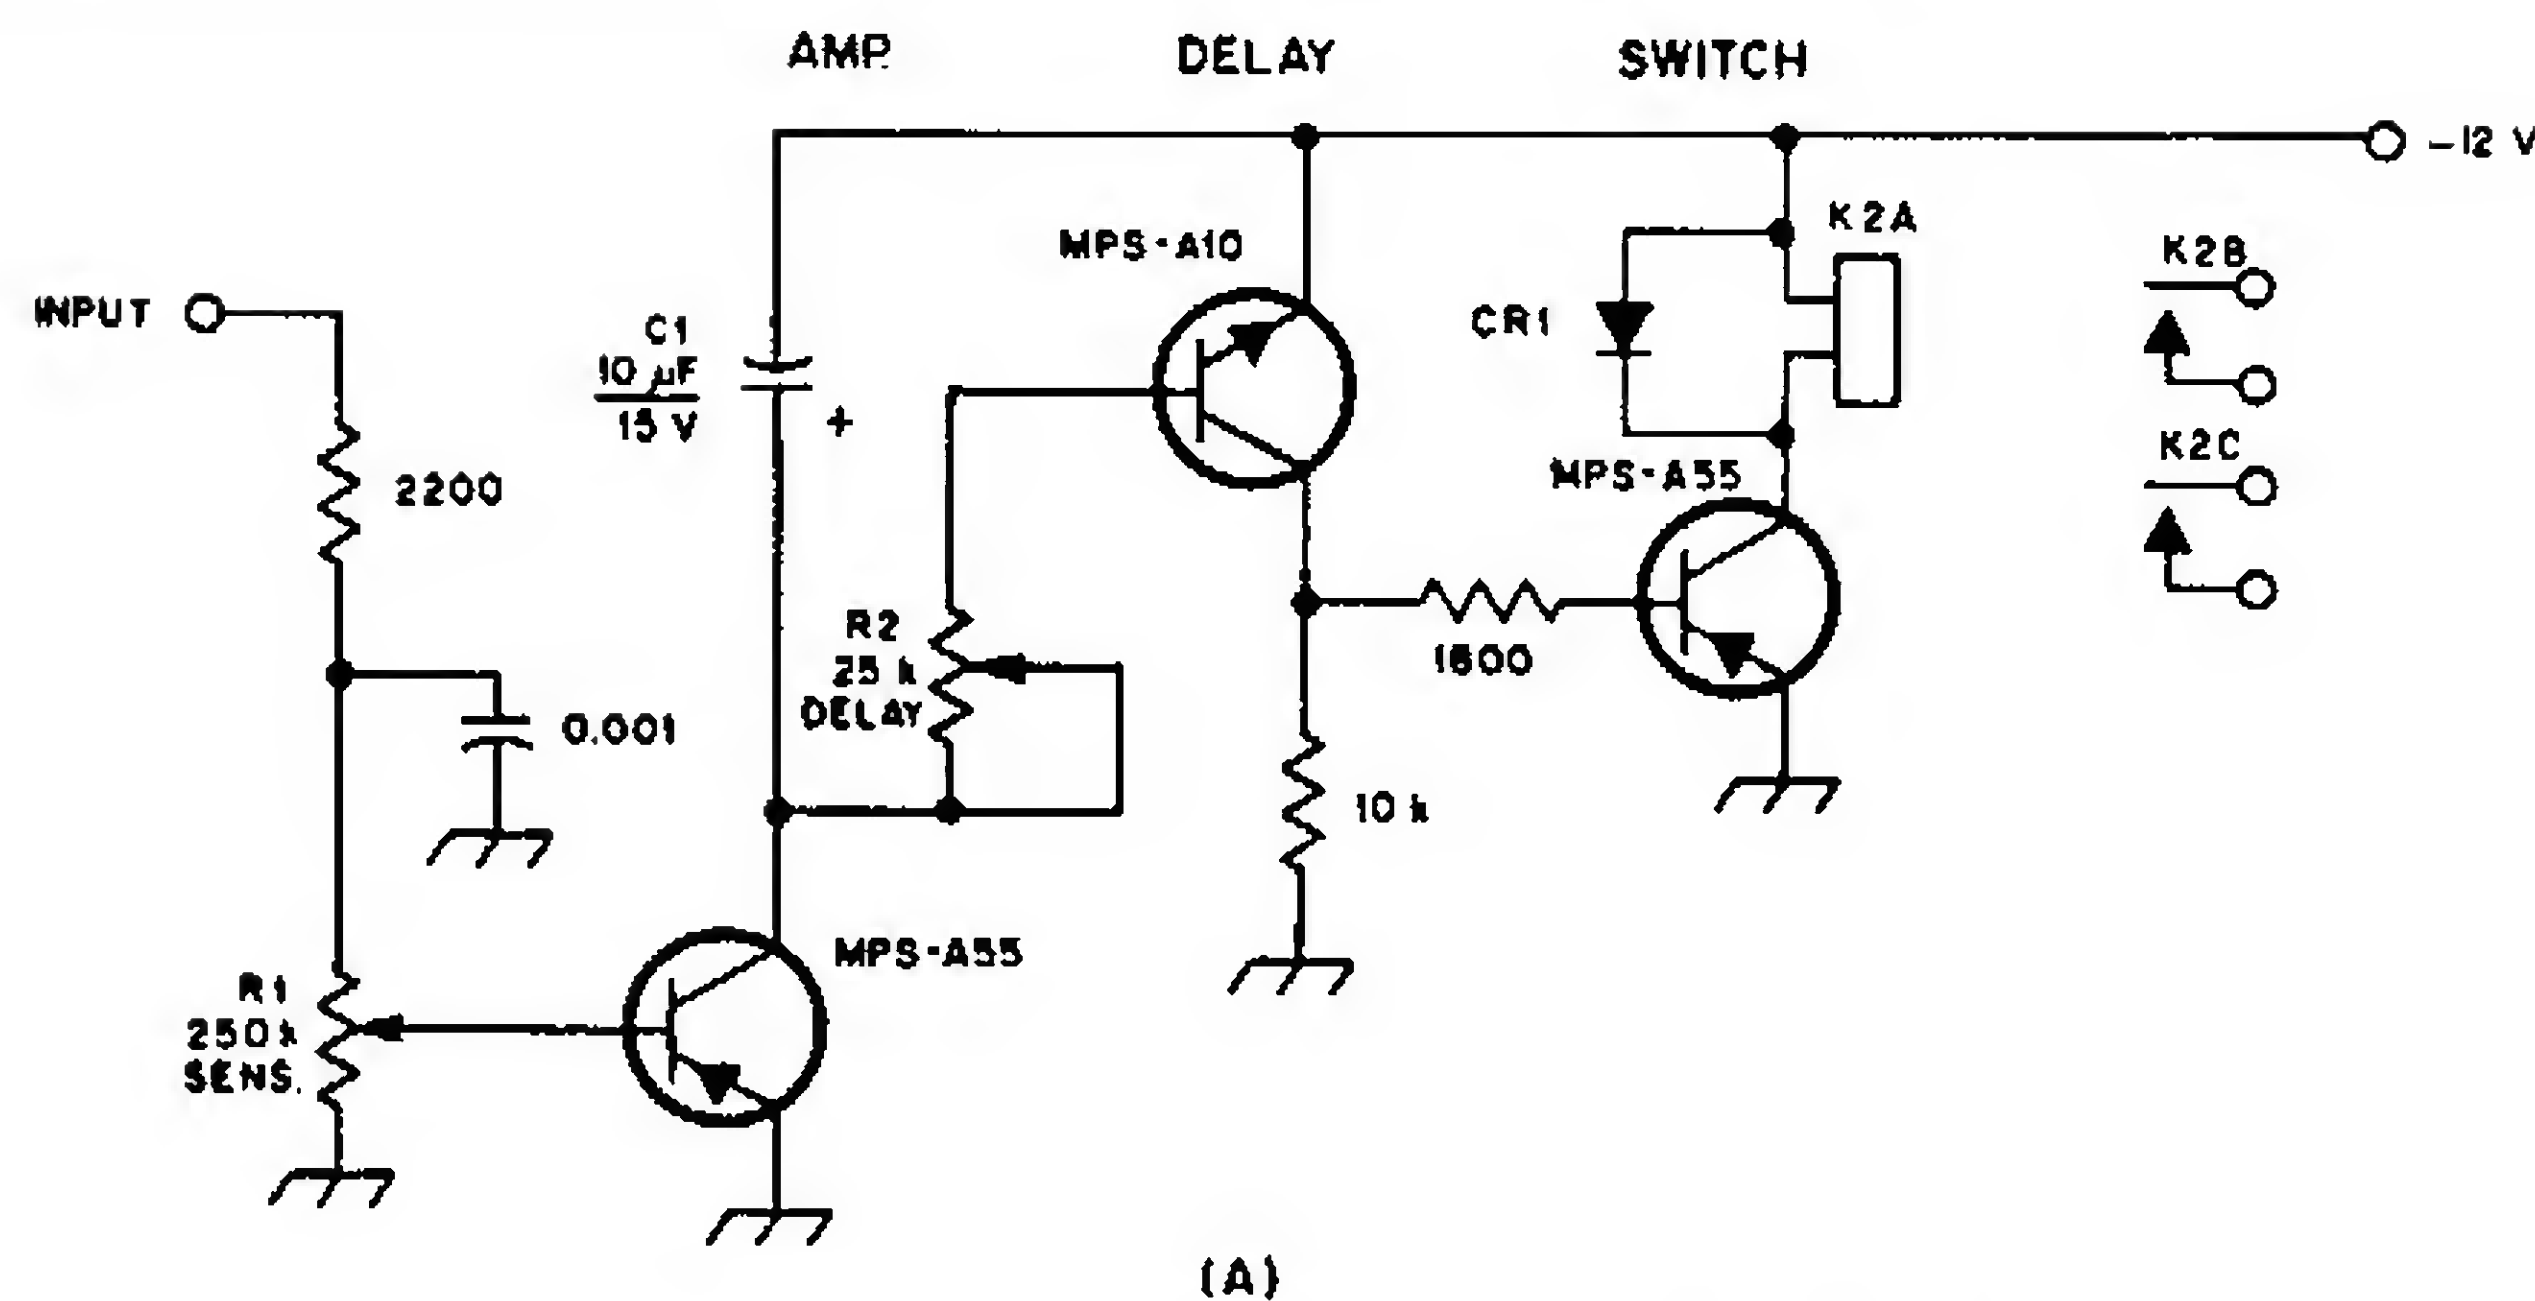 AMP.
DELAY
SWITCH
-12 V
INPUT
2200
0.001
R1
250 k
SENS.
C1
10 µF
15 V
+
MPS-A55
R2
25 k
DELAY
MPS-A10
10 k
1500
MPS-A55
CR1
K2A
K2B
K2C
(A)